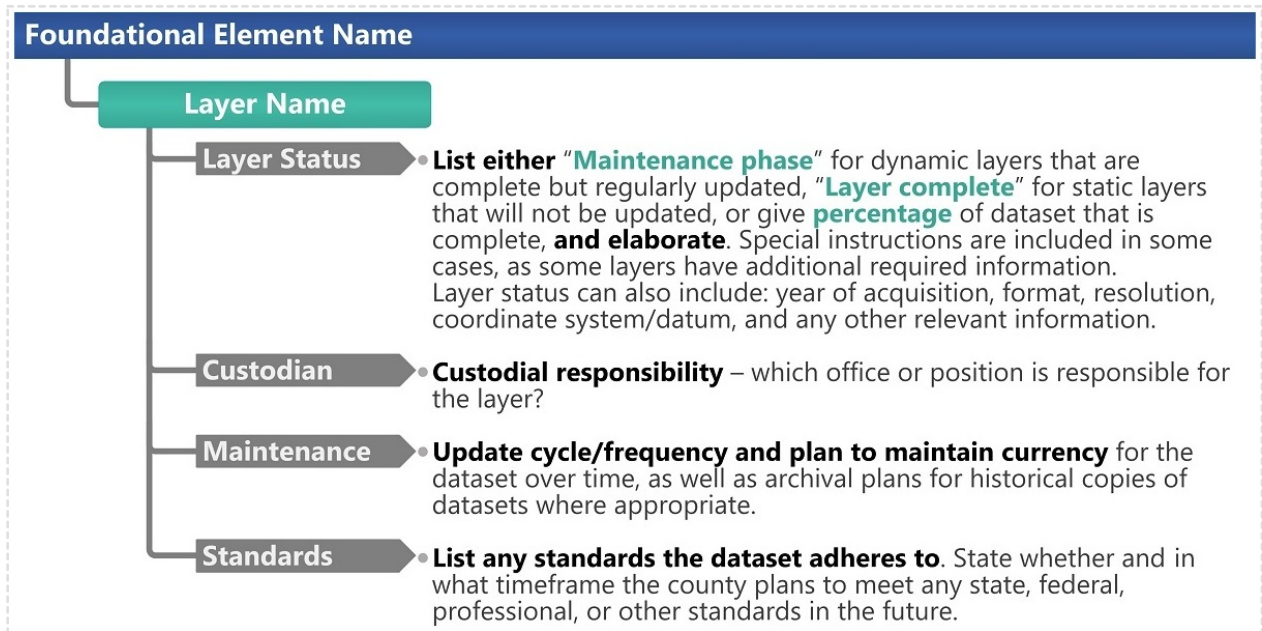 Foundational Element Name
Layer Name
Layer Status
List either “Maintenance phase” for dynamic layers that are
complete but regularly updated, “Layer complete” for static layers
that will not be updated, or give percentage of dataset that is
complete, and elaborate. Special instructions are included in some
cases, as some layers have additional required information.
Layer status can also include: year of acquisition, format, resolution,
coordinate system/datum, and any other relevant information.
Custodian
Custodial responsibility – which office or position is responsible for
the layer?
Maintenance
Update cycle/frequency and plan to maintain currency for the
dataset over time, as well as archival plans for historical copies of
datasets where appropriate.
Standards
List any standards the dataset adheres to. State whether and in
what timeframe the county plans to meet any state, federal,
professional, or other standards in the future.